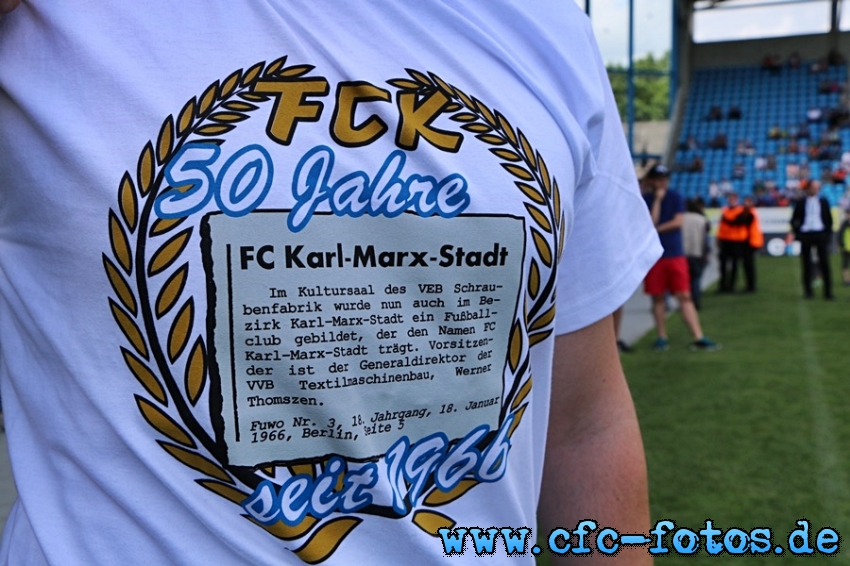 FCK
50 Jahre
FC Karl-Marx-Stadt
Im Kultursaal des VEB Schrau-
benfabrik wurde nun auch im Be-
zirk Karl-Marx-Stadt ein Fußball-
club gebildet, der den Namen FC
Karl-Marx-Stadt trägt. Vorsitzen-
der ist der Generaldirektor der
VVB Textilmaschinenbau, Werner
Thomszen.
Fuwo Nr. 3, 18. Jahrgang, 18. Januar
1966, Berlin, Seite 5
seit 1966
www.cfc-fotos.de